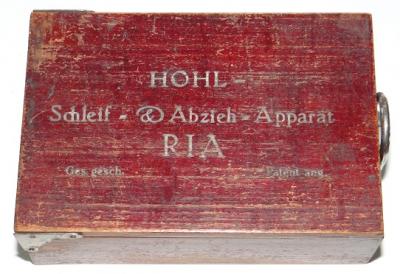 HOHL-
Schleif - & Abzieh - Apparat
RIA
Ges. gesch. Patent ang.